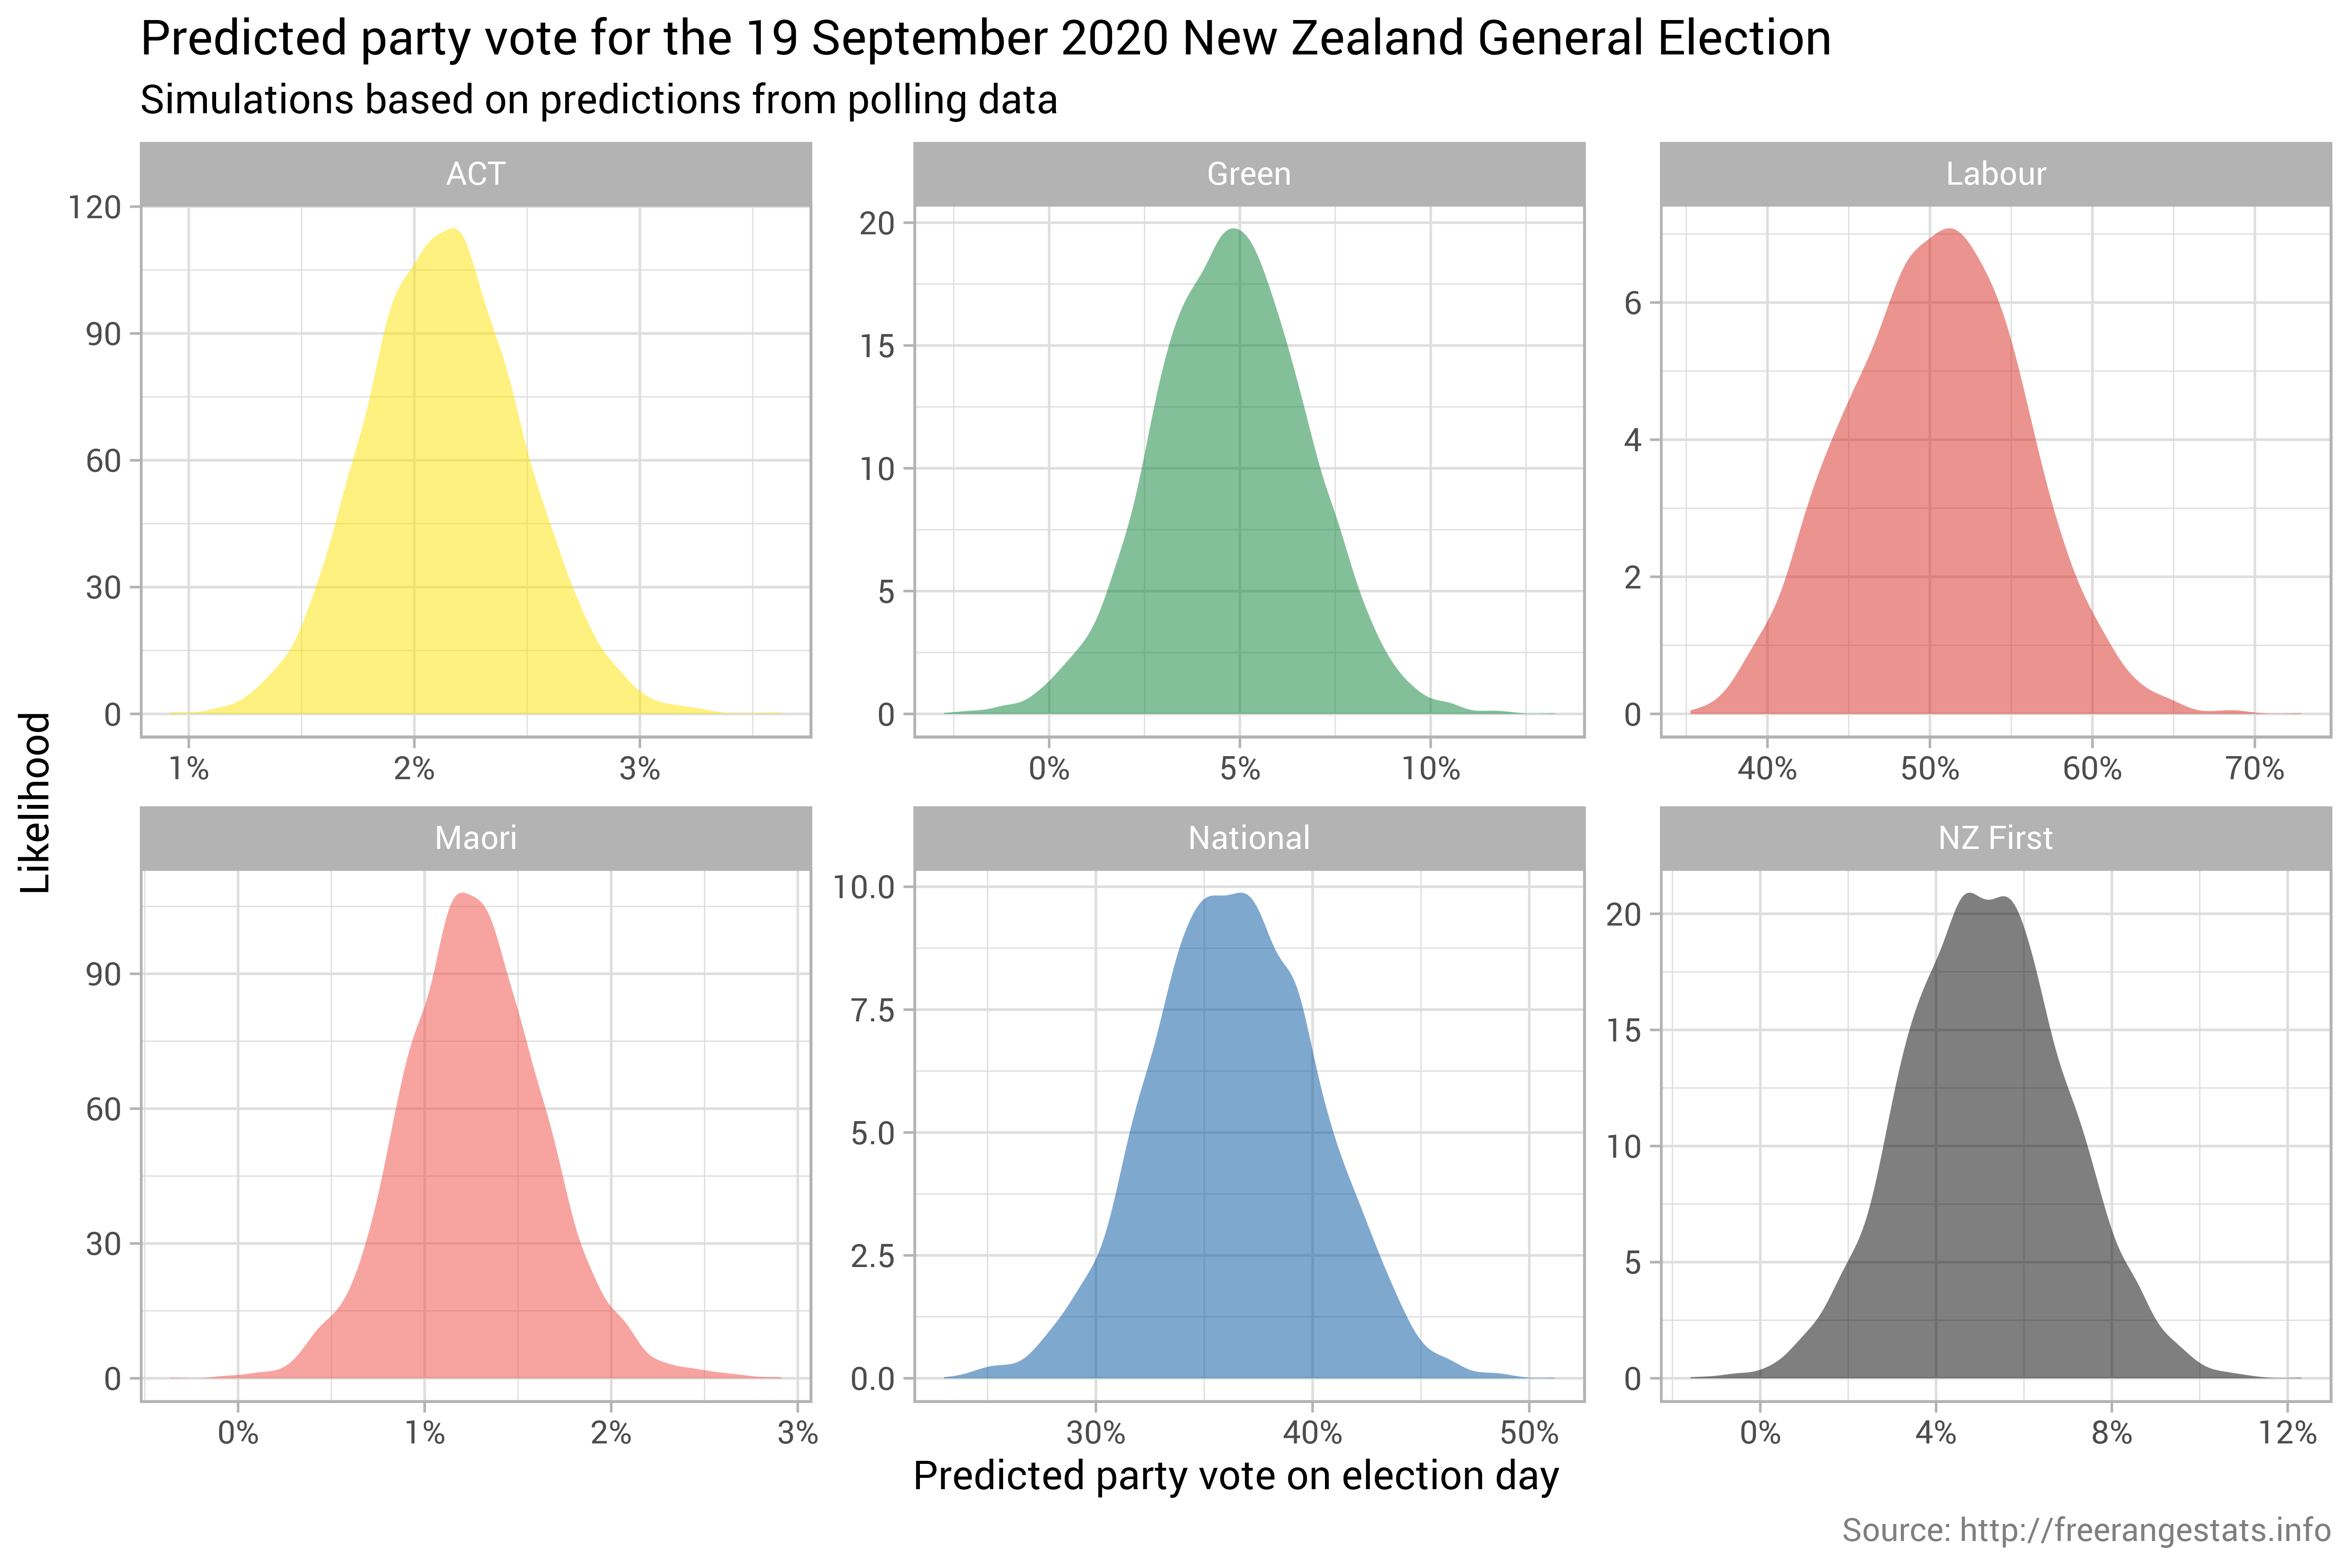 Predicted party vote for the 19 September 2020 New Zealand General Election
Simulations based on predictions from polling data
ACT
Green
Labour
120
90
60
30
0
20
15
10
5
0
6
4
2
0
1% 2% 3%
0% 5% 10%
40% 50% 60% 70%
Likelihood
Maori
National
NZ First
90
60
30
0
10.0
7.5
5.0
2.5
0.0
20
15
10
5
0
0% 1% 2% 3%
30% 40% 50%
0% 4% 8% 12%
Predicted party vote on election day
Source: http://freerangestats.info